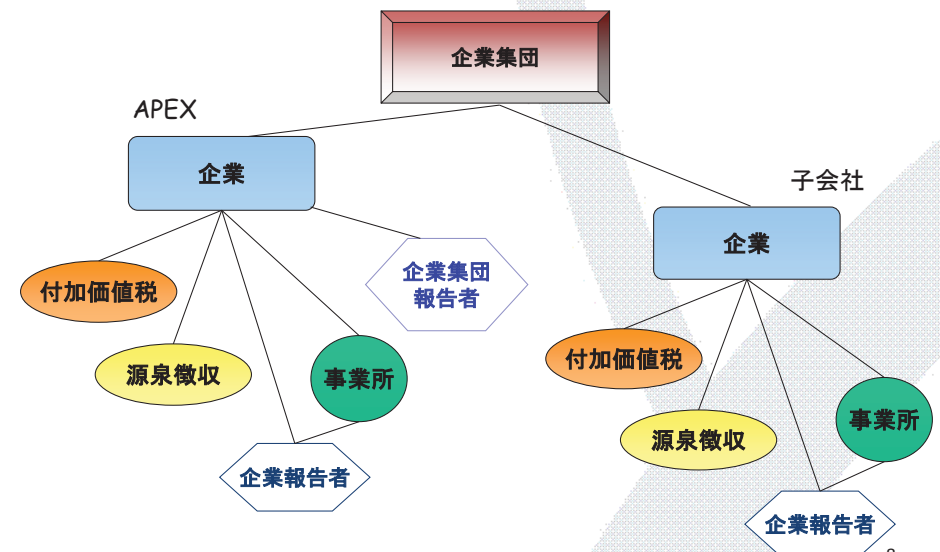 企業集団
APEX
企業
子会社
企業
企業集団
報告者
付加価値税
源泉徴収
事業所
企業報告者
付加価値税
源泉徴収
事業所
企業報告者